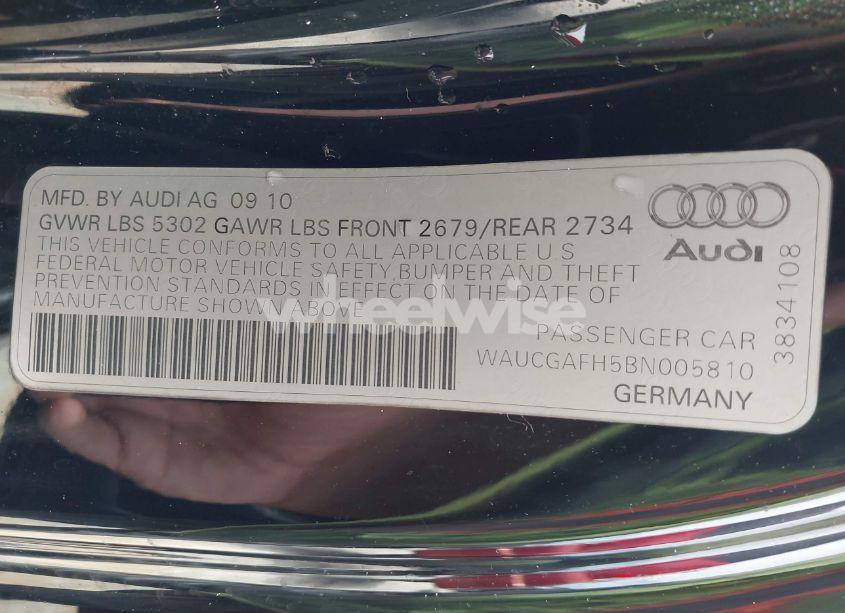 MFD. BY AUDI AG 09 10
GVWR LBS 5302 GAWR LBS FRONT 2679/REAR 2734
THIS VEHICLE CONFORMS TO ALL APPLICABLE U S
FEDERAL MOTOR VEHICLE SAFETY, BUMPER AND THEFT
PREVENTION STANDARDS IN EFFECT ON THE DATE OF
MANUFACTURE SHOWN ABOVE
PASSENGER CAR
WAUCGAFH5BN005810
GERMANY
Audi
3834108
wheelwise